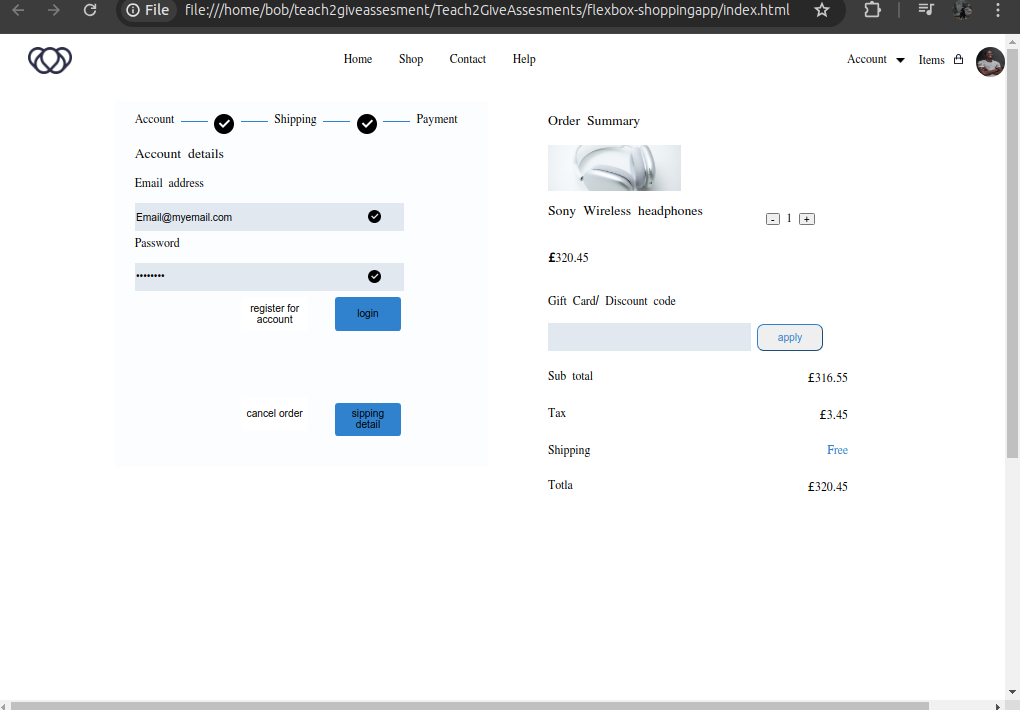 File file:///home/bob/teach2giveassesment/Teach2GiveAssesments/flexbox-shoppingapp/index.html
Home Shop Contact Help Account Items
Account Shipping Payment
Account details
Email address
Email@myemail.com
Password
••••••••
register for
account
login
cancel order
sipping
detail
Order Summary
Sony Wireless headphones
- 1 +
£320.45
Gift Card/ Discount code
apply
Sub total £316.55
Tax £3.45
Shipping Free
Totla £320.45